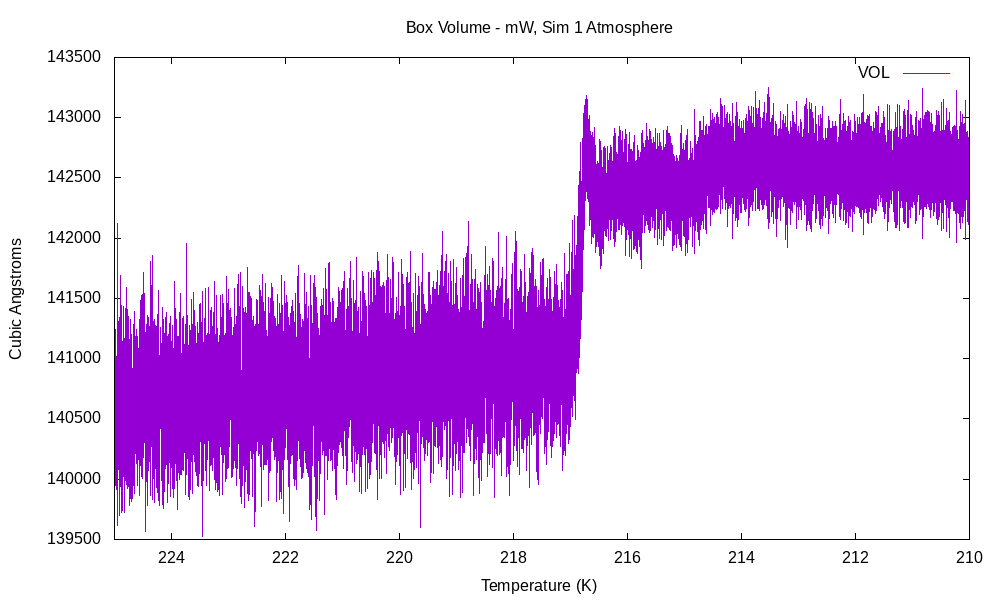 Box Volume - mW, Sim 1 Atmosphere
VOL
143500
143000
142500
142000
141500
141000
140500
140000
139500
Cubic Angstroms
224 222 220 218 216 214 212 210
Temperature (K)